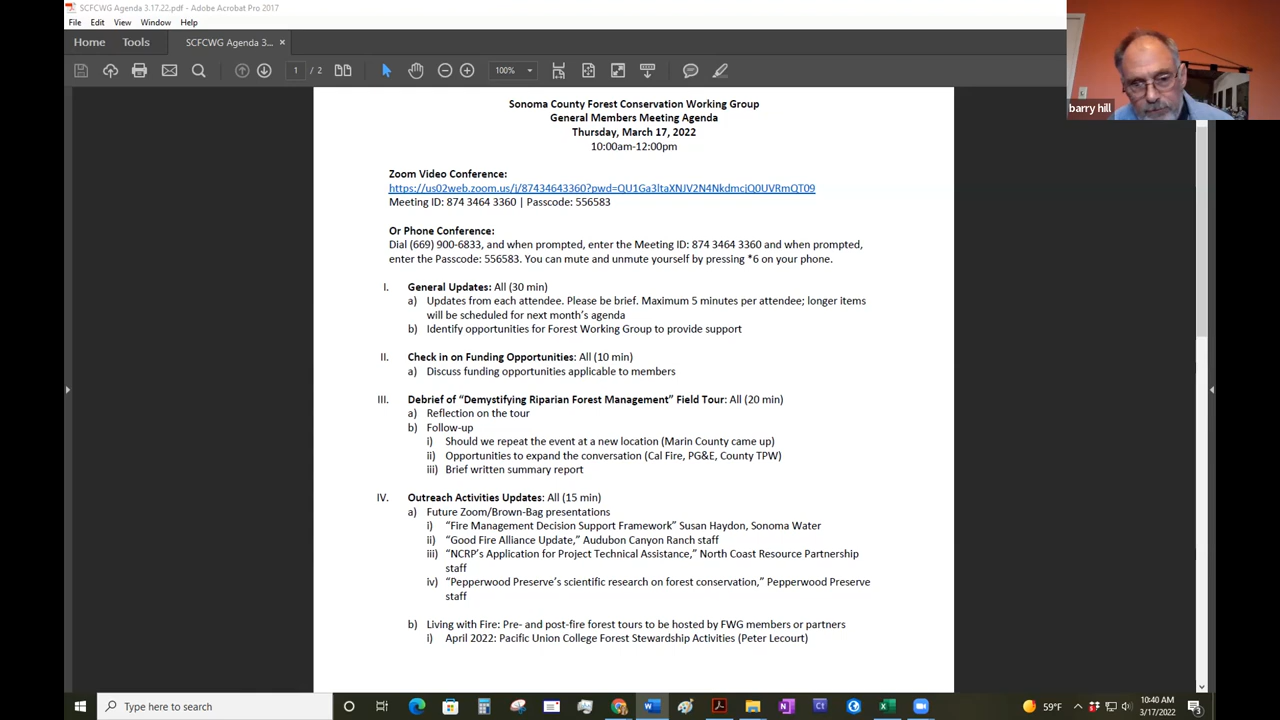 SCFCWG Agenda 3.17.22.pdf - Adobe Acrobat Pro 2017
File Edit View Window Help
Home Tools SCFCWG Agenda 3... ×
1 / 2 100%
barry hill
Sonoma County Forest Conservation Working Group
General Members Meeting Agenda
Thursday, March 17, 2022
10:00am-12:00pm
Zoom Video Conference:
https://us02web.zoom.us/j/87434643360?pwd=QU1Ga3ltaXNJV2N4NkdmcjQ0UVRmQT09
Meeting ID: 874 3464 3360 | Passcode: 556583
Or Phone Conference:
Dial (669) 900-6833, and when prompted, enter the Meeting ID: 874 3464 3360 and when prompted,
enter the Passcode: 556583. You can mute and unmute yourself by pressing *6 on your phone.
I. General Updates: All (30 min)
a) Updates from each attendee. Please be brief. Maximum 5 minutes per attendee; longer items
will be scheduled for next month's agenda
b) Identify opportunities for Forest Working Group to provide support
II. Check in on Funding Opportunities: All (10 min)
a) Discuss funding opportunities applicable to members
III. Debrief of "Demystifying Riparian Forest Management" Field Tour: All (20 min)
a) Reflection on the tour
b) Follow-up
i) Should we repeat the event at a new location (Marin County came up)
ii) Opportunities to expand the conversation (Cal Fire, PG&E, County TPW)
iii) Brief written summary report
IV. Outreach Activities Updates: All (15 min)
a) Future Zoom/Brown-Bag presentations
i) "Fire Management Decision Support Framework" Susan Haydon, Sonoma Water
ii) "Good Fire Alliance Update," Audubon Canyon Ranch staff
iii) "NCRP's Application for Project Technical Assistance," North Coast Resource Partnership
staff
iv) "Pepperwood Preserve's scientific research on forest conservation," Pepperwood Preserve
staff
b) Living with Fire: Pre- and post-fire forest tours to be hosted by FWG members or partners
i) April 2022: Pacific Union College Forest Stewardship Activities (Peter Lecourt)
Type here to search
59°F
10:40 AM
3/17/2022
3